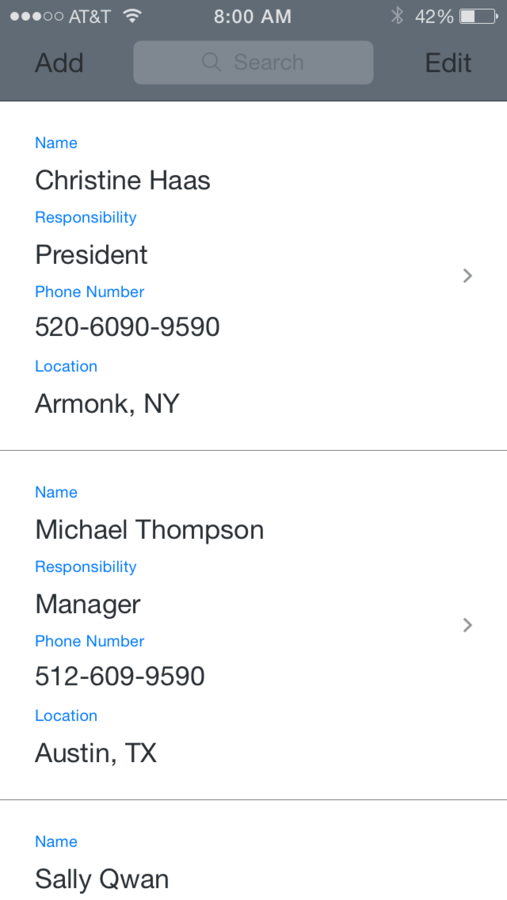 AT&T 8:00 AM 42%
Add Search Edit
Name
Christine Haas
Responsibility
President
Phone Number
520-6090-9590
Location
Armonk, NY
Name
Michael Thompson
Responsibility
Manager
Phone Number
512-609-9590
Location
Austin, TX
Name
Sally Qwan